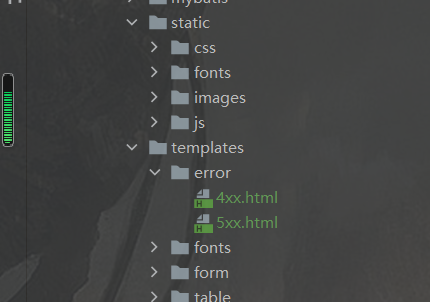 mybatis
static
css
fonts
images
js
templates
error
4xx.html
5xx.html
fonts
form
table